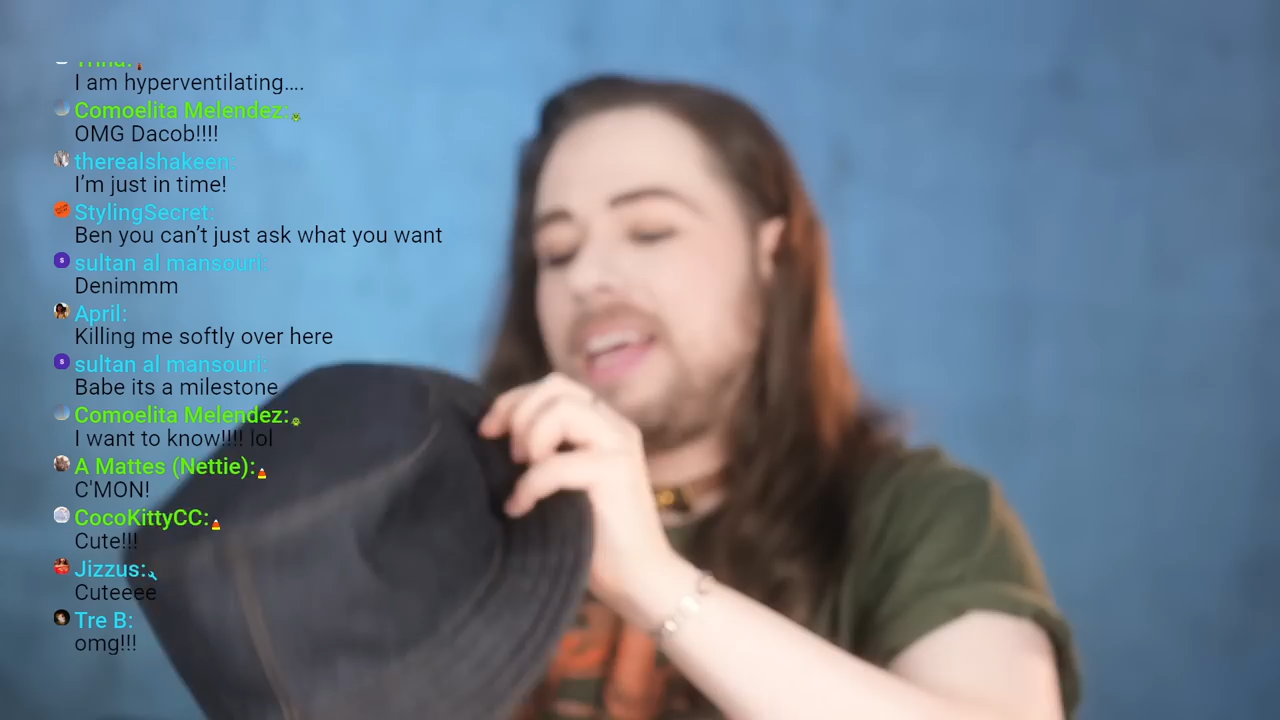 Trina:
I am hyperventilating....
Comoelita Melendez:
OMG Dacob!!!!
therealshakeen:
I’m just in time!
StylingSecret:
Ben you can’t just ask what you want
sultan al mansouri:
Denimmm
April:
Killing me softly over here
sultan al mansouri:
Babe its a milestone
Comoelita Melendez:
I want to know!!!! lol
A Mattes (Nettie):
C'MON!
CocoKittyCC:
Cute!!!
Jizzus:
Cuteeee
Tre B:
omg!!!